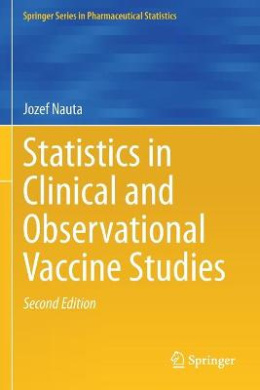 Springer Series in Pharmaceutical Statistics
Jozef Nauta
Statistics in
Clinical and
Observational
Vaccine Studies
Second Edition
Springer